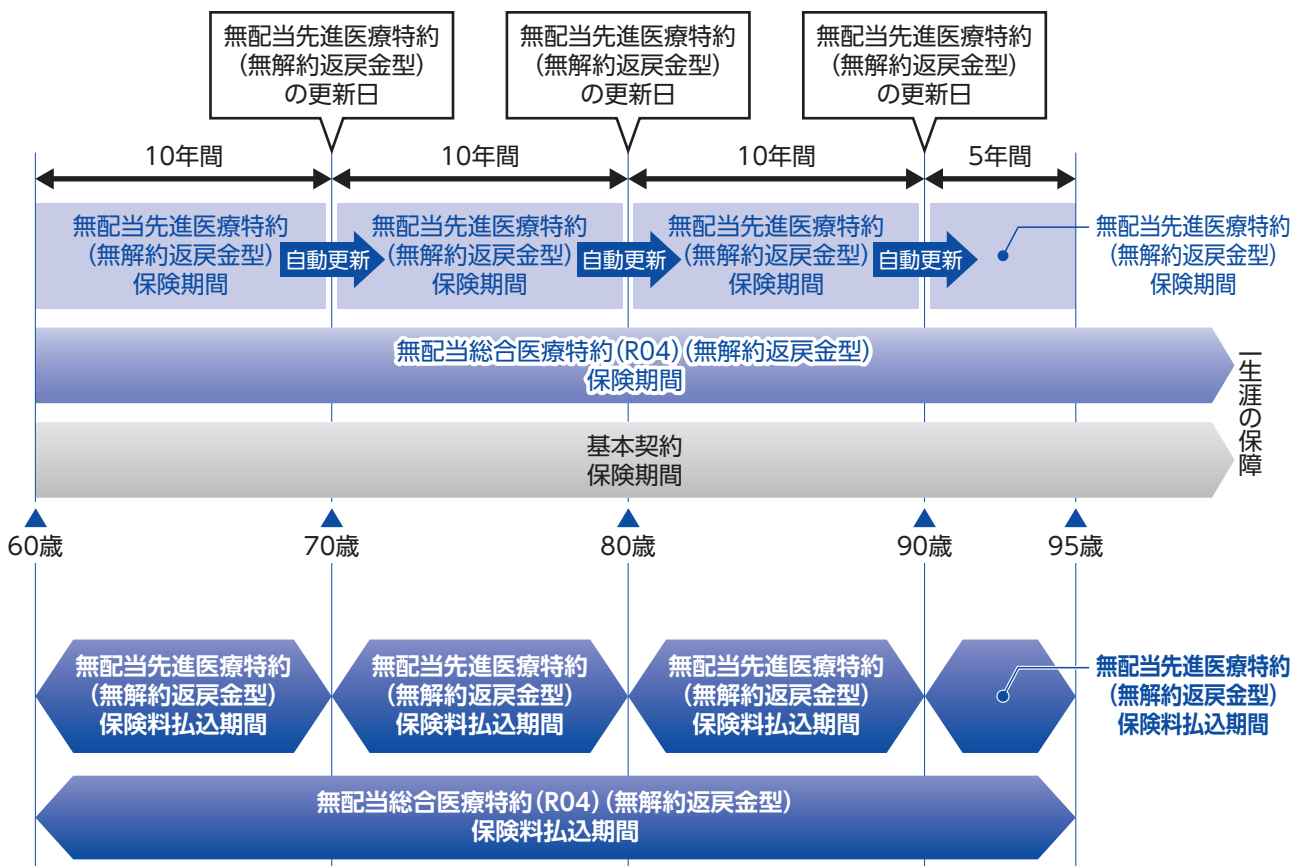 無配当先進医療特約
(無解約返戻金型)
の更新日
無配当先進医療特約
(無解約返戻金型)
の更新日
無配当先進医療特約
(無解約返戻金型)
の更新日
10年間
10年間
10年間
5年間
無配当先進医療特約
(無解約返戻金型)
保険期間
自動更新
無配当先進医療特約
(無解約返戻金型)
保険期間
自動更新
無配当先進医療特約
(無解約返戻金型)
保険期間
自動更新
無配当先進医療特約
(無解約返戻金型)
保険期間
無配当総合医療特約(R04)(無解約返戻金型)
保険期間
基本契約
保険期間
一生涯の保障
60歳
70歳
80歳
90歳
95歳
無配当先進医療特約
(無解約返戻金型)
保険料払込期間
無配当先進医療特約
(無解約返戻金型)
保険料払込期間
無配当先進医療特約
(無解約返戻金型)
保険料払込期間
無配当先進医療特約
(無解約返戻金型)
保険料払込期間
無配当総合医療特約(R04)(無解約返戻金型)
保険料払込期間